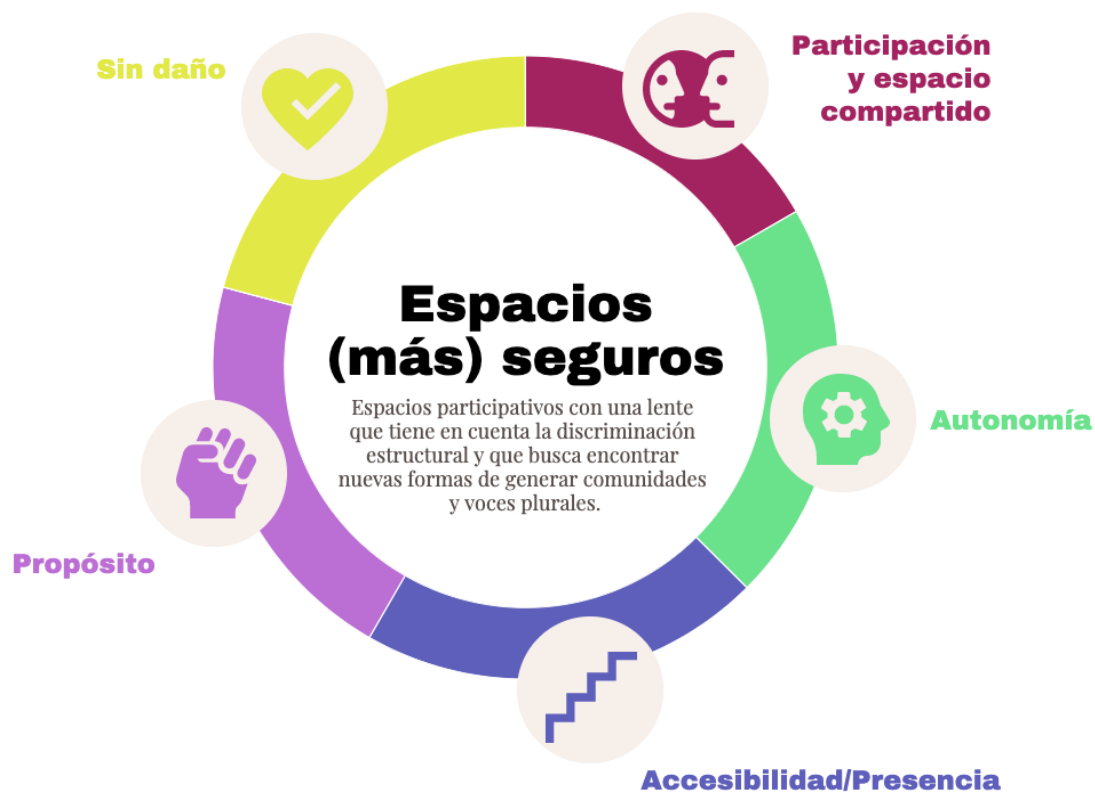 Sin daño
Participación
y espacio
compartido
Espacios
(más) seguros
Espacios participativos con una lente
que tiene en cuenta la discriminación
estructural y que busca encontrar
nuevas formas de generar comunidades
y voces plurales.
Autonomía
Propósito
Accesibilidad/Presencia